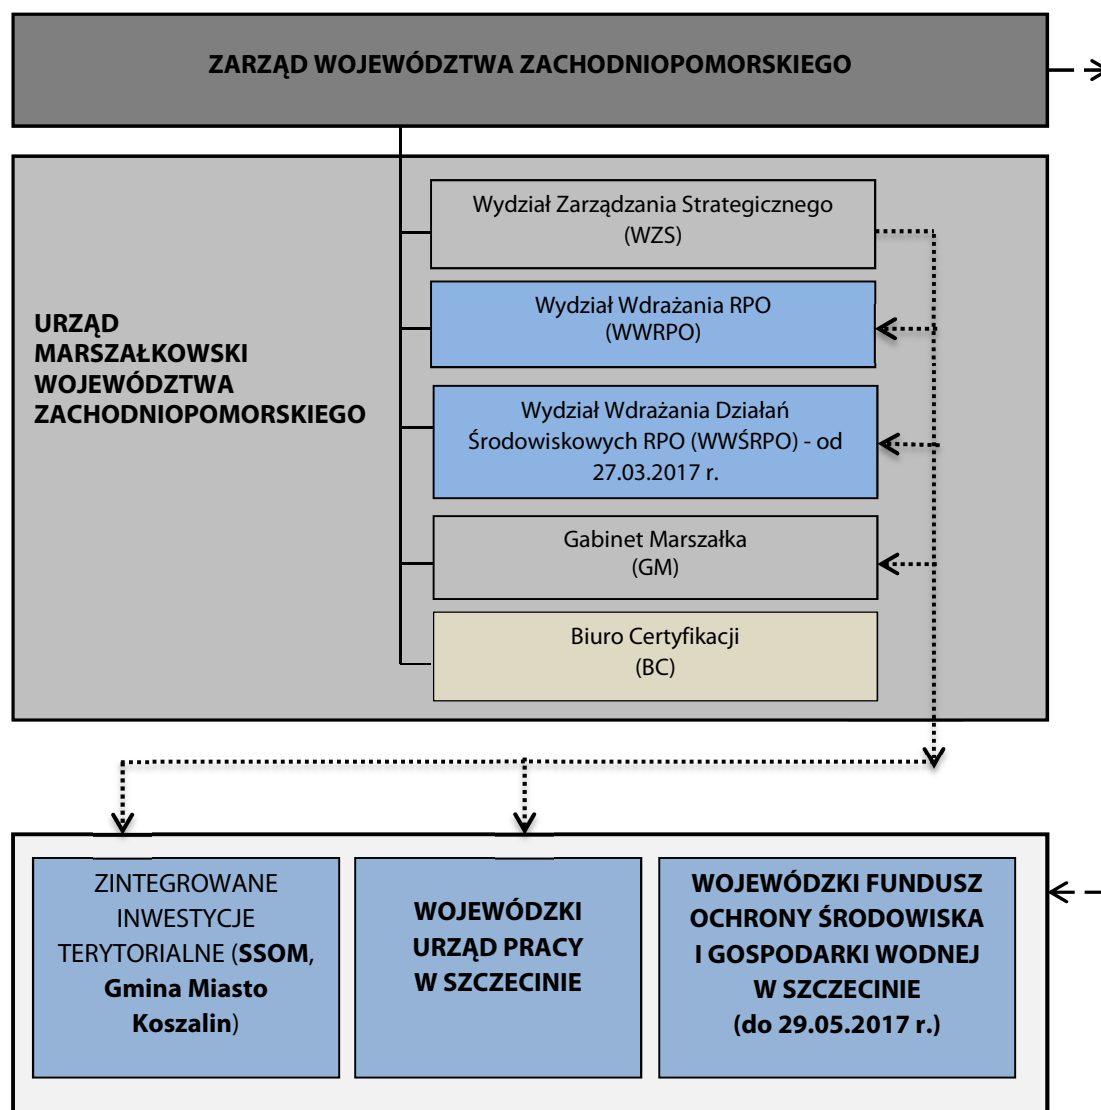 ZARZĄD WOJEWÓDZTWA ZACHODNIOPOMORSKIEGO
URZĄD
MARSZAŁKOWSKI
WOJEWÓDZTWA
ZACHODNIOPOMORSKIEGO
Wydział Zarządzania Strategicznego
(WZS)
Wydział Wdrażania RPO
(WWRPO)
Wydział Wdrażania Działań
Środowiskowych RPO (WWŚRPO) - od
27.03.2017 r.
Gabinet Marszałka
(GM)
Biuro Certyfikacji
(BC)
ZINTEGROWANE
INWESTYCJE
TERYTORIALNE (SSOM,
Gmina Miasto
Koszalin)
WOJEWÓDZKI
URZĄD PRACY
W SZCZECINIE
WOJEWÓDZKI FUNDUSZ
OCHRONY ŚRODOWISKA
I GOSPODARKI WODNEJ
W SZCZECINIE
(do 29.05.2017 r.)